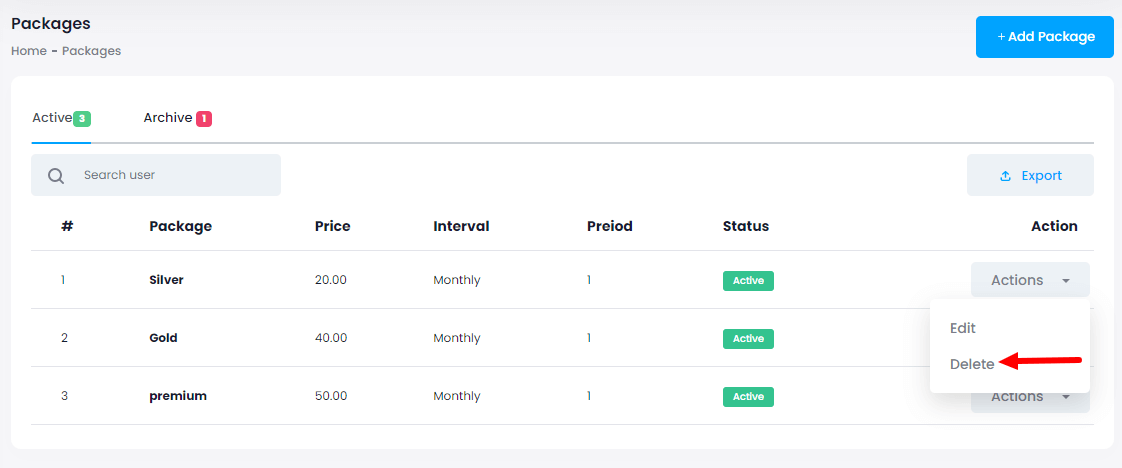 Packages
+ Add Package
Home - Packages
Active 3 Archive 1
Search user
Export
# Package Price Interval Preiod Status Action
1 Silver 20.00 Monthly 1 Active Actions
Edit
2 Gold 40.00 Monthly 1 Active
Delete
3 premium 50.00 Monthly 1 Active Actions